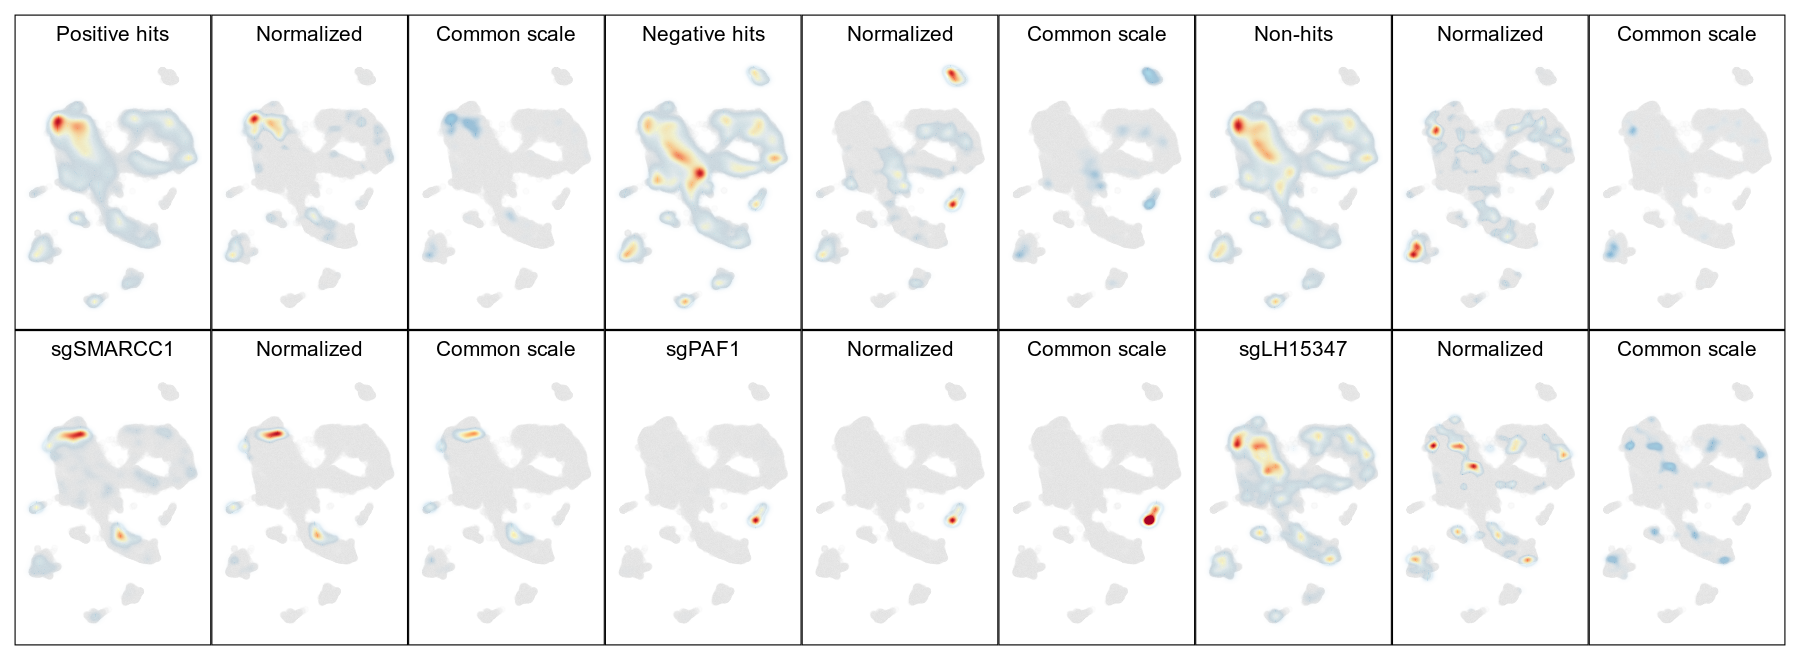 Positive hits
Normalized
Common scale
Negative hits
Normalized
Common scale
Non-hits
Normalized
Common scale
sgSMARCC1
Normalized
Common scale
sgPAF1
Normalized
Common scale
sgLH15347
Normalized
Common scale